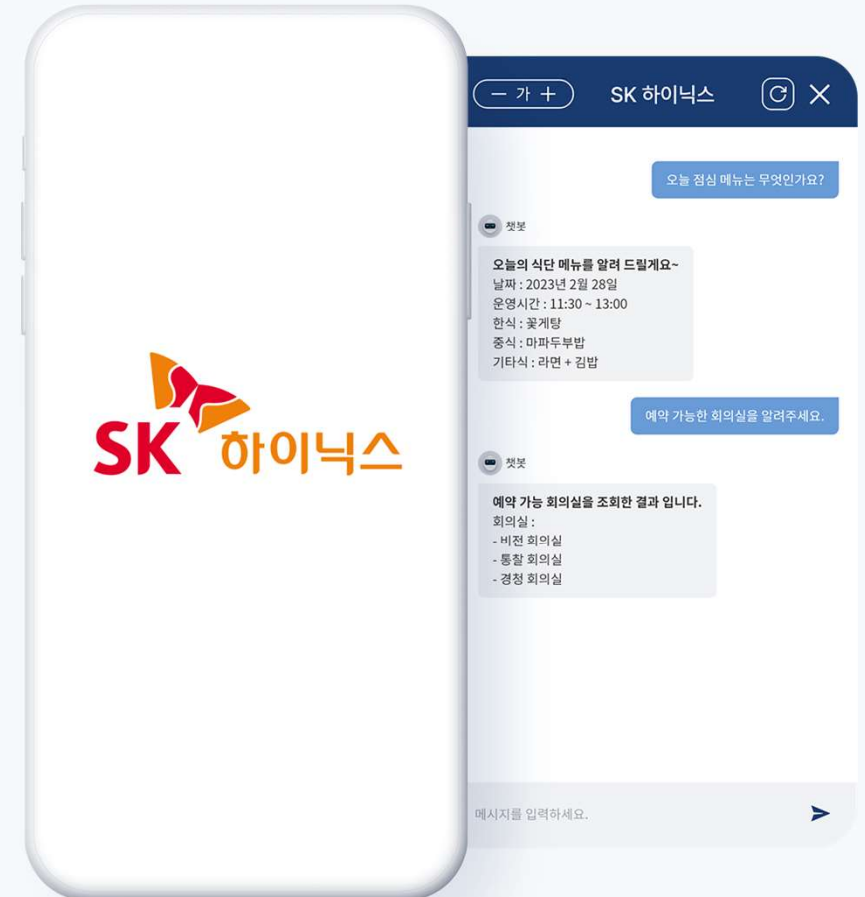 SK 하이닉스
- 가 +
SK 하이닉스
오늘 점심 메뉴는 무엇인가요?
챗봇
오늘의 식단 메뉴를 알려 드릴게요~
날짜 : 2023년 2월 28일
운영시간 : 11:30 ~ 13:00
한식 : 꽃게탕
중식 : 마파두부밥
기타식 : 라면 + 김밥
예약 가능한 회의실을 알려주세요.
챗봇
예약 가능 회의실을 조회한 결과 입니다.
회의실 :
- 비전 회의실
- 통찰 회의실
- 경청 회의실
메시지를 입력하세요.